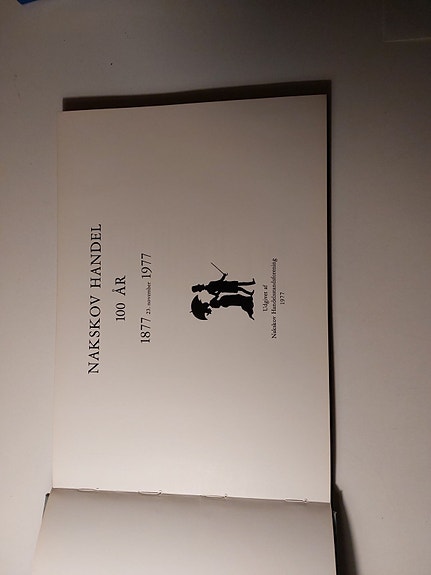 NAKSKOV HANDEL
100 ÅR
1877 23. november 1977
Udgivet af
Nakskov Handelsstandsforening
1977